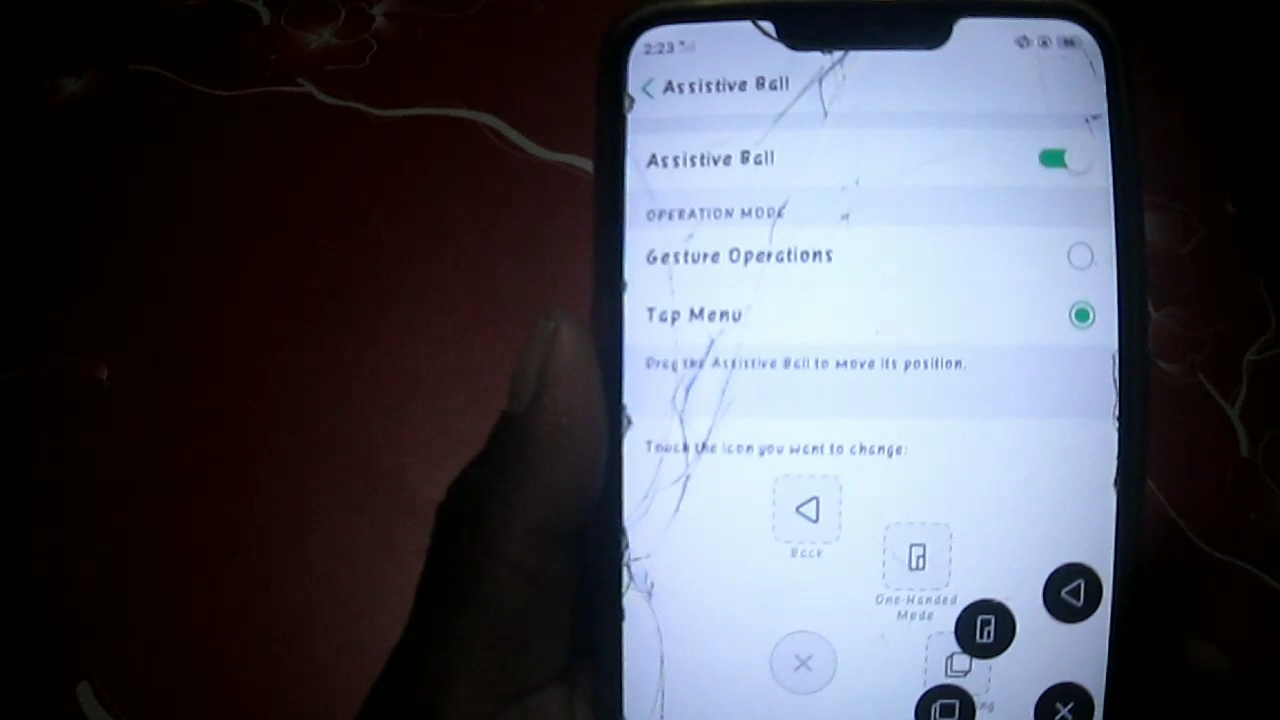 2:23
Assistive Ball
Assistive Ball
OPERATION MODE
Gesture Operations
Tap Menu
Drag the Assistive Ball to move its position.
Touch the icon you want to change:
Back
One-Handed
Mode